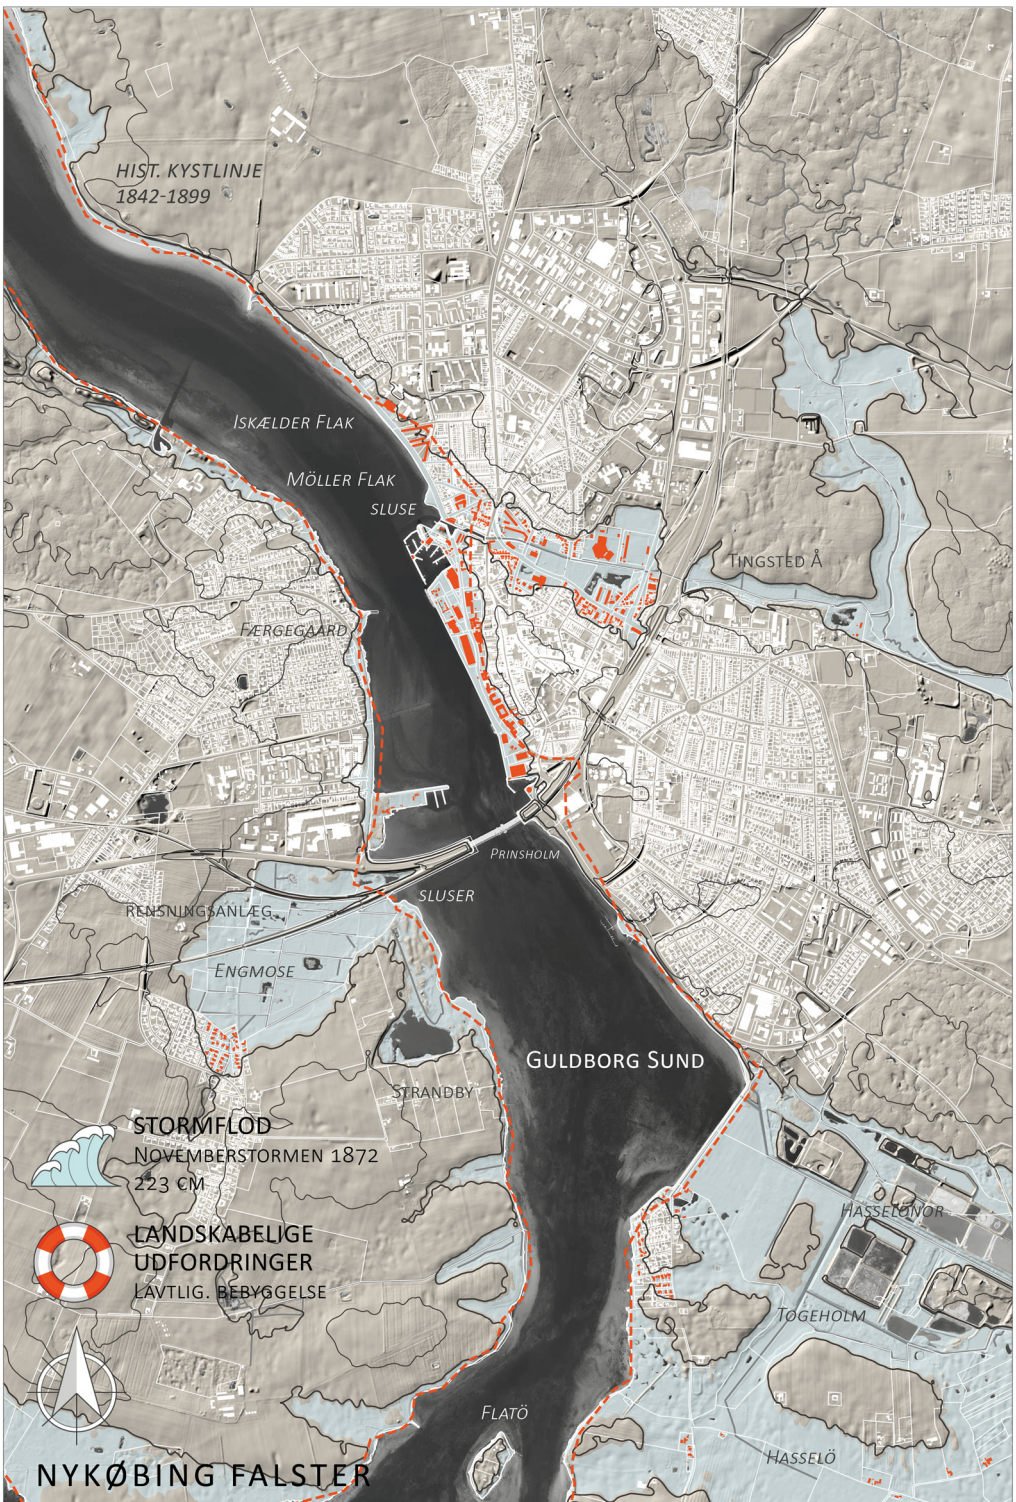 HIST. KYSTLINJE
1842-1899
ISKÆLDER FLAK
MÖLLER FLAK
SLUSE
TINGSTED Å
FÆRGEGAARD
PRINSHOLM
SLUSER
RENSNINGSANLÆG
ENGMOSE
GULDBORG SUND
STRANDBY
STORMFLOD
NOVEMBERSTORMEN 1872
223 CM
HASSELÖNOR
LANDSKABELIGE
UDFORDRINGER
LAVTLIG. BEBYGGELSE
TOGEHOLM
FLATÖ
HASSELÖ
NYKØBING FALSTER